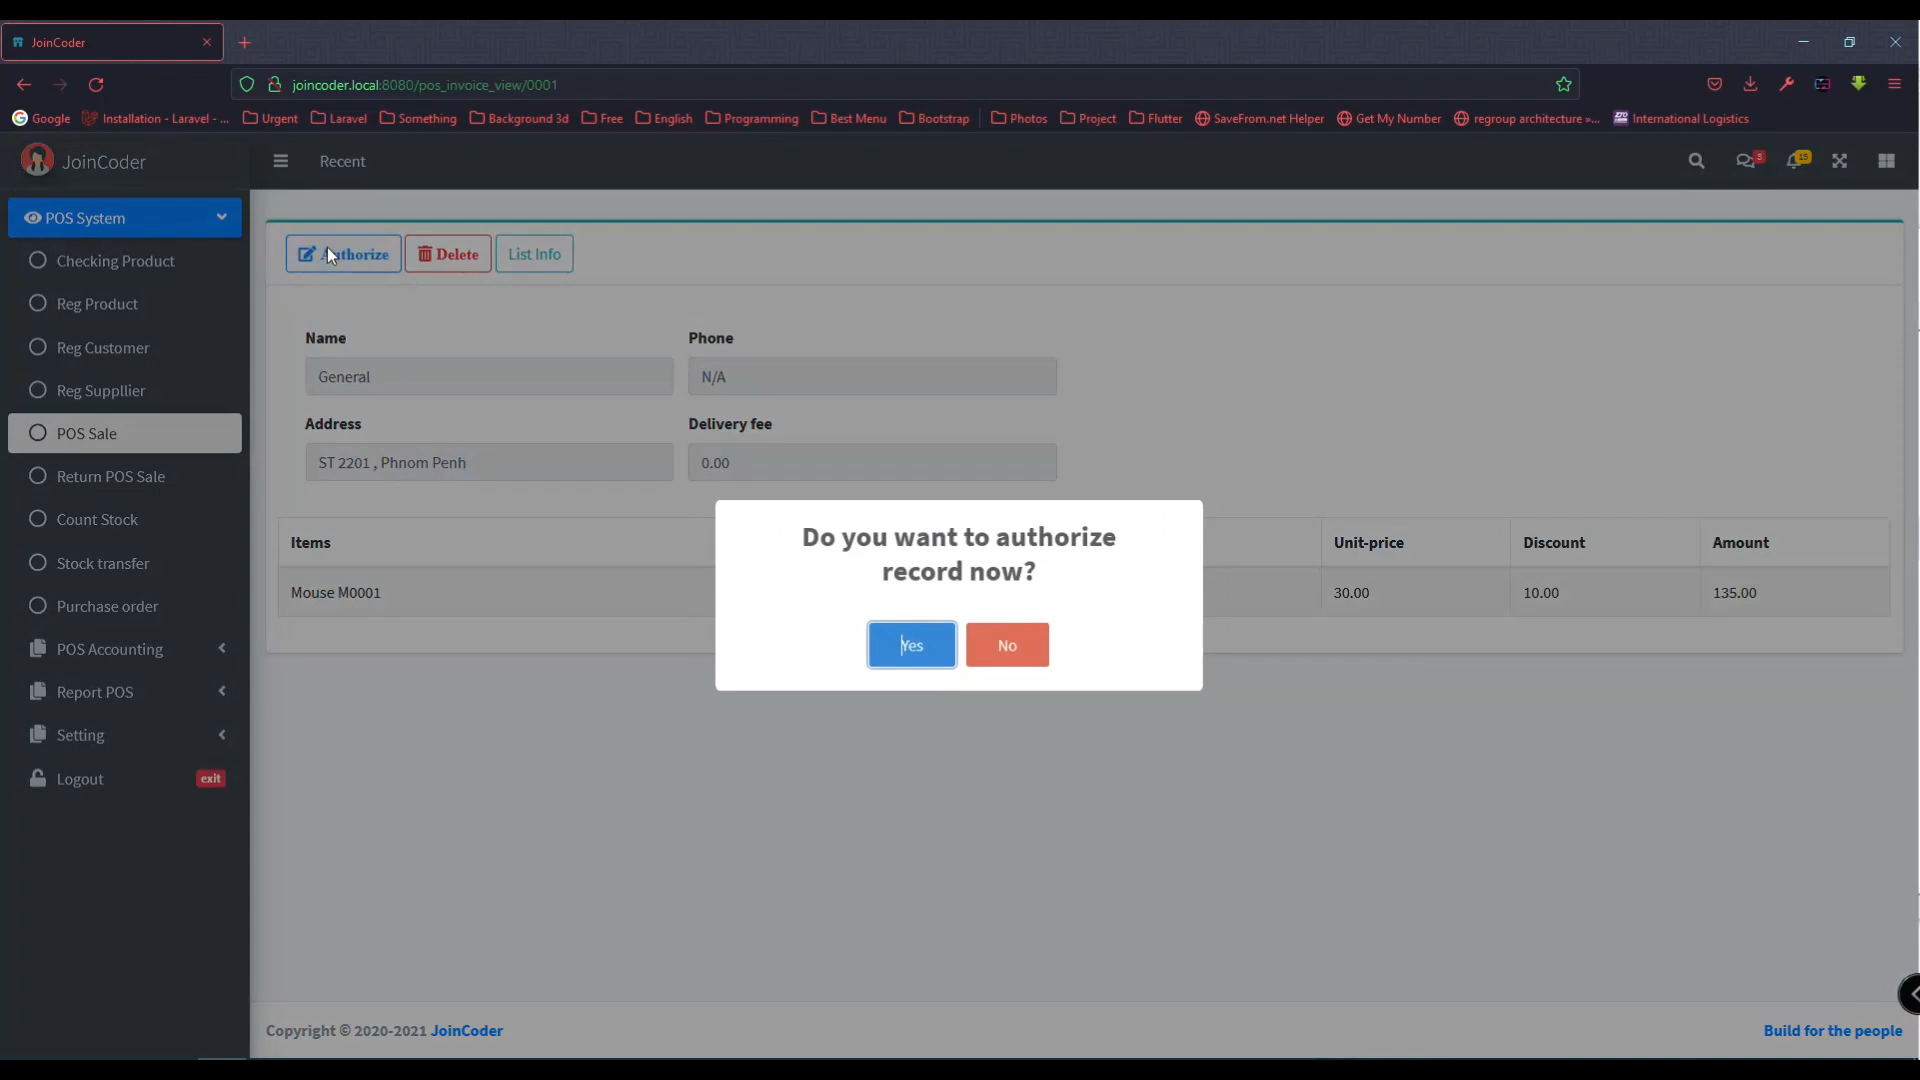 JoinCoder
joincoder.local:8080/pos_invoice_view/0001
Google Installation - Laravel - ... Urgent Laravel Something Background 3d Free English Programming Best Menu Bootstrap Photos Project Flutter SaveFrom.net Helper Get My Number regroup architecture »... International Logistics
JoinCoder
Recent
3
15
POS System
Checking Product
Reg Product
Reg Customer
Reg Suppllier
POS Sale
Return POS Sale
Count Stock
Stock transfer
Purchase order
POS Accounting
Report POS
Setting
Logout exit
Authorize Delete List Info
Name Phone
General N/A
Address Delivery fee
ST 2201 , Phnom Penh 0.00
Items Unit-price Discount Amount
Mouse M0001 30.00 10.00 135.00
Do you want to authorize
record now?
Yes No
Copyright © 2020-2021 JoinCoder
Build for the people